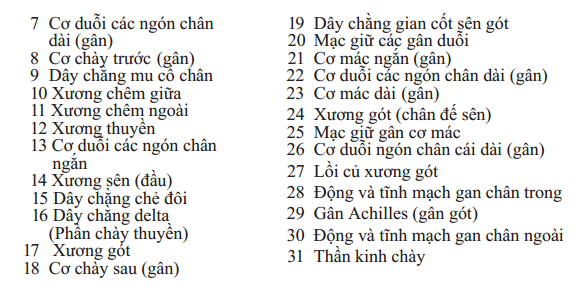 7 Cơ duỗi các ngón chân
dài (gân)
8 Cơ chày trước (gân)
9 Dây chằng mu cổ chân
10 Xương chêm giữa
11 Xương chêm ngoài
12 Xương thuyền
13 Cơ duỗi các ngón chân
ngắn
14 Xương sên (đầu)
15 Dây chằng chẻ đôi
16 Dây chằng delta
(Phần chày thuyền)
17 Xương gót
18 Cơ chày sau (gân)
19 Dây chằng gian cốt sên gót
20 Mạc giữ các gân duỗi
21 Cơ mác ngắn (gân)
22 Cơ duỗi các ngón chân dài (gân)
23 Cơ mác dài (gân)
24 Xương gót (chân đế sên)
25 Mạc giữ gân cơ mác
26 Cơ duỗi ngón chân cái dài (gân)
27 Lồi củ xương gót
28 Động và tĩnh mạch gan chân trong
29 Gân Achilles (gân gót)
30 Động và tĩnh mạch gan chân ngoài
31 Thần kinh chày